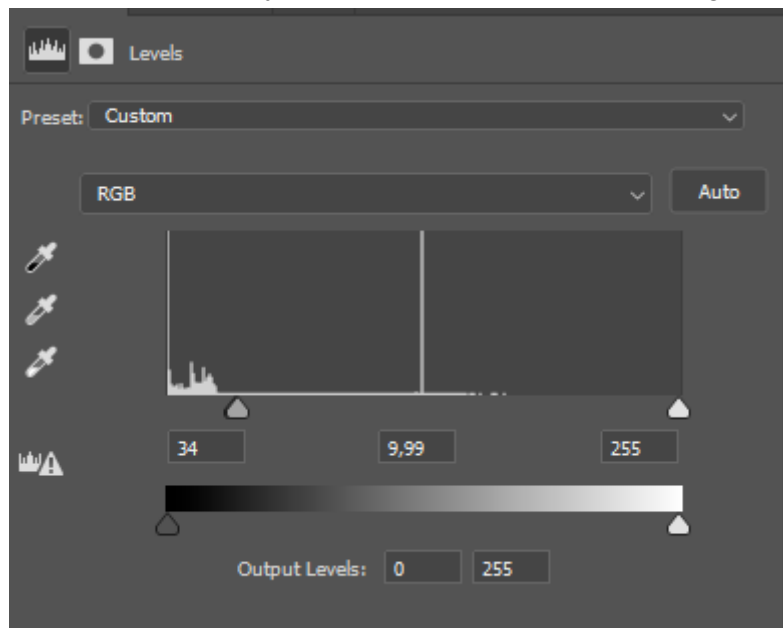 Levels
Preset: Custom
RGB Auto
34 9,99 255
Output Levels: 0 255